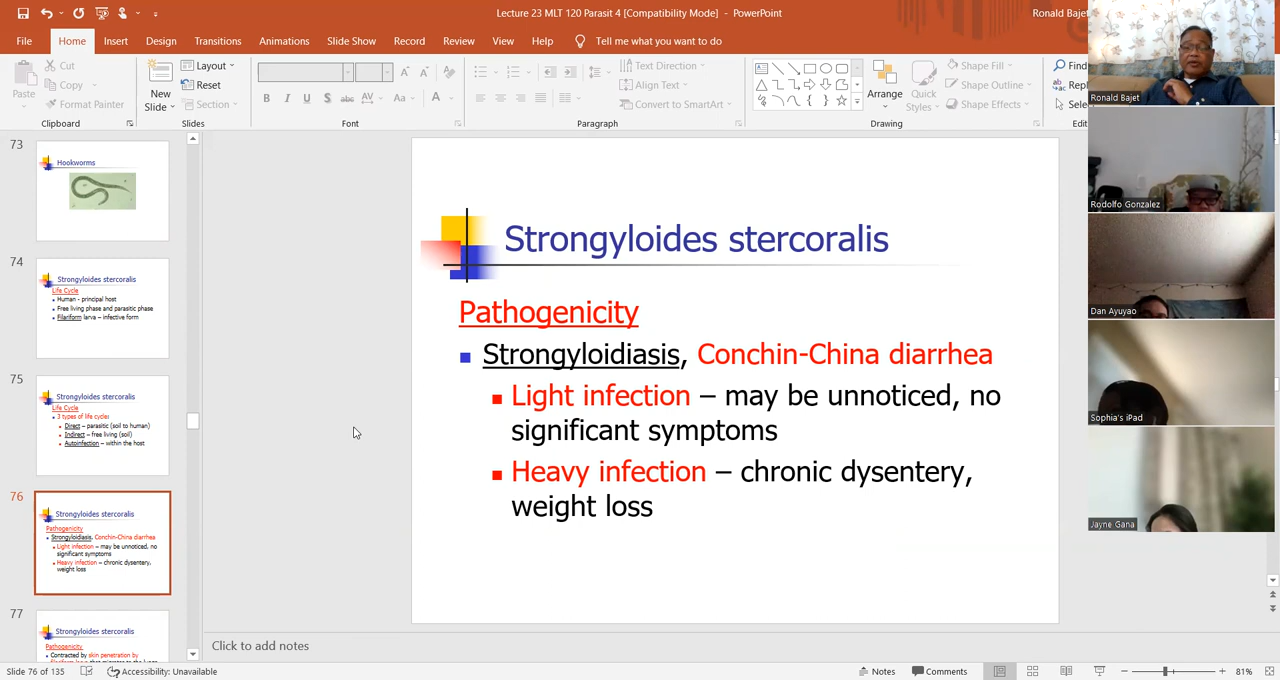 Lecture 23 MLT 120 Parasit 4 [Compatibility Mode] - PowerPoint
Ronald Bajet
File Home Insert Design Transitions Animations Slide Show Record Review View Help Tell me what you want to do
Paste
Cut
Copy
Format Painter
Clipboard
New Slide
Layout
Reset
Section
Slides
B I U S abc AV Aa A
Font
Text Direction
Align Text
Convert to SmartArt
Paragraph
Arrange
Quick Styles
Shape Fill
Shape Outline
Shape Effects
Drawing
Find
Ronald Bajet
Rodolfo Gonzalez
Dan Ayuyao
Sophia's iPad
Jayne Gana
73
Hookworms
74
Strongyloides stercoralis
Life Cycle
Human - principal host
Free living phase and parasitic phase
Filariform larva – infective form
75
Strongyloides stercoralis
Life Cycle
3 types of life cycle:
Direct – parasitic (soil to human)
Indirect – free living (soil)
Autoinfection – within the host
76
Strongyloides stercoralis
Pathogenicity
Strongyloidiasis, Conchin-China diarrhea
Light infection – may be unnoticed, no
significant symptoms
Heavy infection – chronic dysentery,
weight loss
77
Strongyloides stercoralis
Pathogenicity
Contracted by skin penetration by
Strongyloides stercoralis
Pathogenicity
Strongyloidiasis, Conchin-China diarrhea
Light infection – may be unnoticed, no
significant symptoms
Heavy infection – chronic dysentery,
weight loss
Click to add notes
Slide 76 of 135
Accessibility: Unavailable
Notes
Comments
81%